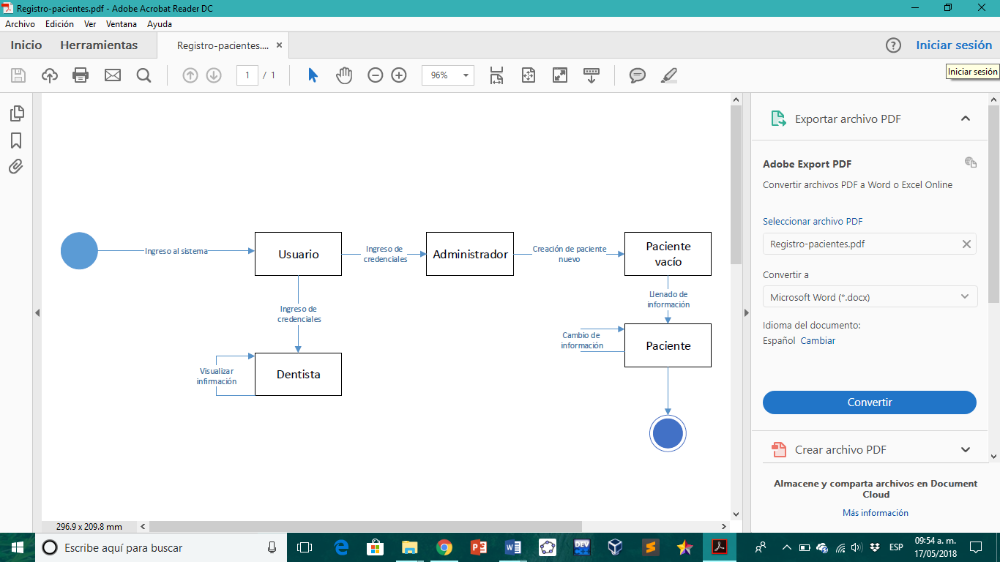 Registro-pacientes.pdf - Adobe Acrobat Reader DC
Archivo Edición Ver Ventana Ayuda
Inicio Herramientas Registro-pacientes.... × ? Iniciar sesión
1 / 1 96%
Iniciar sesión
Exportar archivo PDF
Adobe Export PDF
Convertir archivos PDF a Word o Excel Online
Seleccionar archivo PDF
Registro-pacientes.pdf
Convertir a
Microsoft Word (*.docx)
Idioma del documento:
Español Cambiar
Convertir
Crear archivo PDF
Almacene y comparta archivos en Document
Cloud
Más información
Ingreso al sistema
Usuario
Ingreso de
credenciales
Administrador
Creación de paciente
nuevo
Paciente
vacío
Ingreso de
credenciales
Llenado de
información
Cambio de
información
Paciente
Visualizar
infirmación
Dentista
296.9 x 209.8 mm
Escribe aquí para buscar
DEV
ESP
09:54 a. m.
17/05/2018